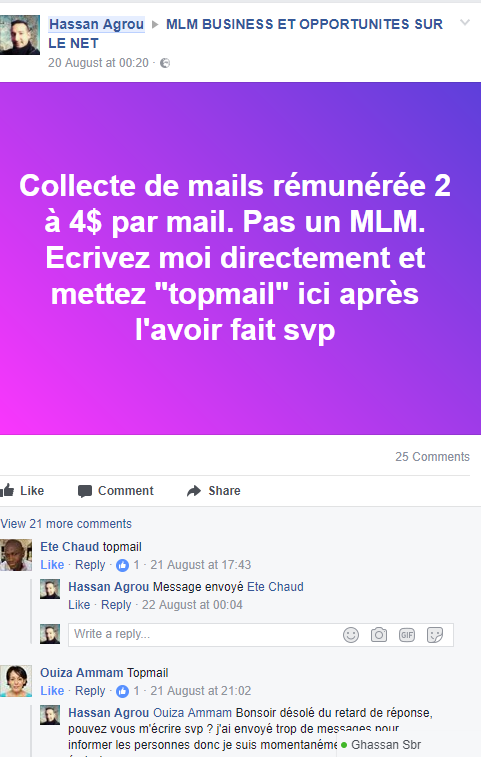 Hassan Agrou ▸ MLM BUSINESS ET OPPORTUNITES SUR
LE NET
20 August at 00:20 ·
Collecte de mails rémunérée 2
à 4$ par mail. Pas un MLM.
Ecrivez moi directement et
mettez "topmail" ici après
l'avoir fait svp
25 Comments
Like Comment Share
View 21 more comments
Ete Chaud topmail
Like · Reply · 1 · 21 August at 17:43
Hassan Agrou Message envoyé Ete Chaud
Like · Reply · 22 August at 00:04
Write a reply...
GIF
Ouiza Ammam Topmail
Like · Reply · 1 · 21 August at 21:02
Hassan Agrou Ouiza Ammam Bonsoir désolé du retard de réponse,
pouvez vous m'écrire svp ? j'ai envoyé trop de messages pour
informer les personnes donc je suis momentanéme
Ghassan Sbr